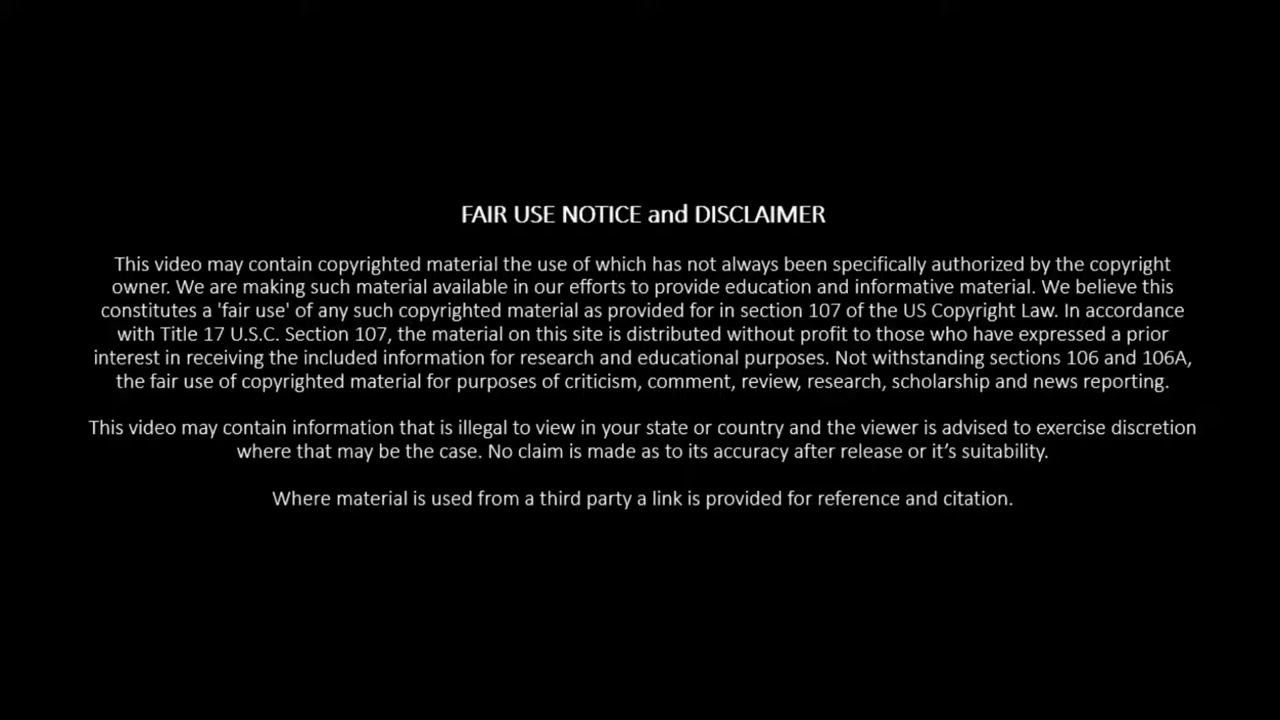 FAIR USE NOTICE and DISCLAIMER
This video may contain copyrighted material the use of which has not always been specifically authorized by the copyright
owner. We are making such material available in our efforts to provide education and informative material. We believe this
constitutes a 'fair use' of any such copyrighted material as provided for in section 107 of the US Copyright Law. In accordance
with Title 17 U.S.C. Section 107, the material on this site is distributed without profit to those who have expressed a prior
interest in receiving the included information for research and educational purposes. Not withstanding sections 106 and 106A,
the fair use of copyrighted material for purposes of criticism, comment, review, research, scholarship and news reporting.
This video may contain information that is illegal to view in your state or country and the viewer is advised to exercise discretion
where that may be the case. No claim is made as to its accuracy after release or it’s suitability.
Where material is used from a third party a link is provided for reference and citation.